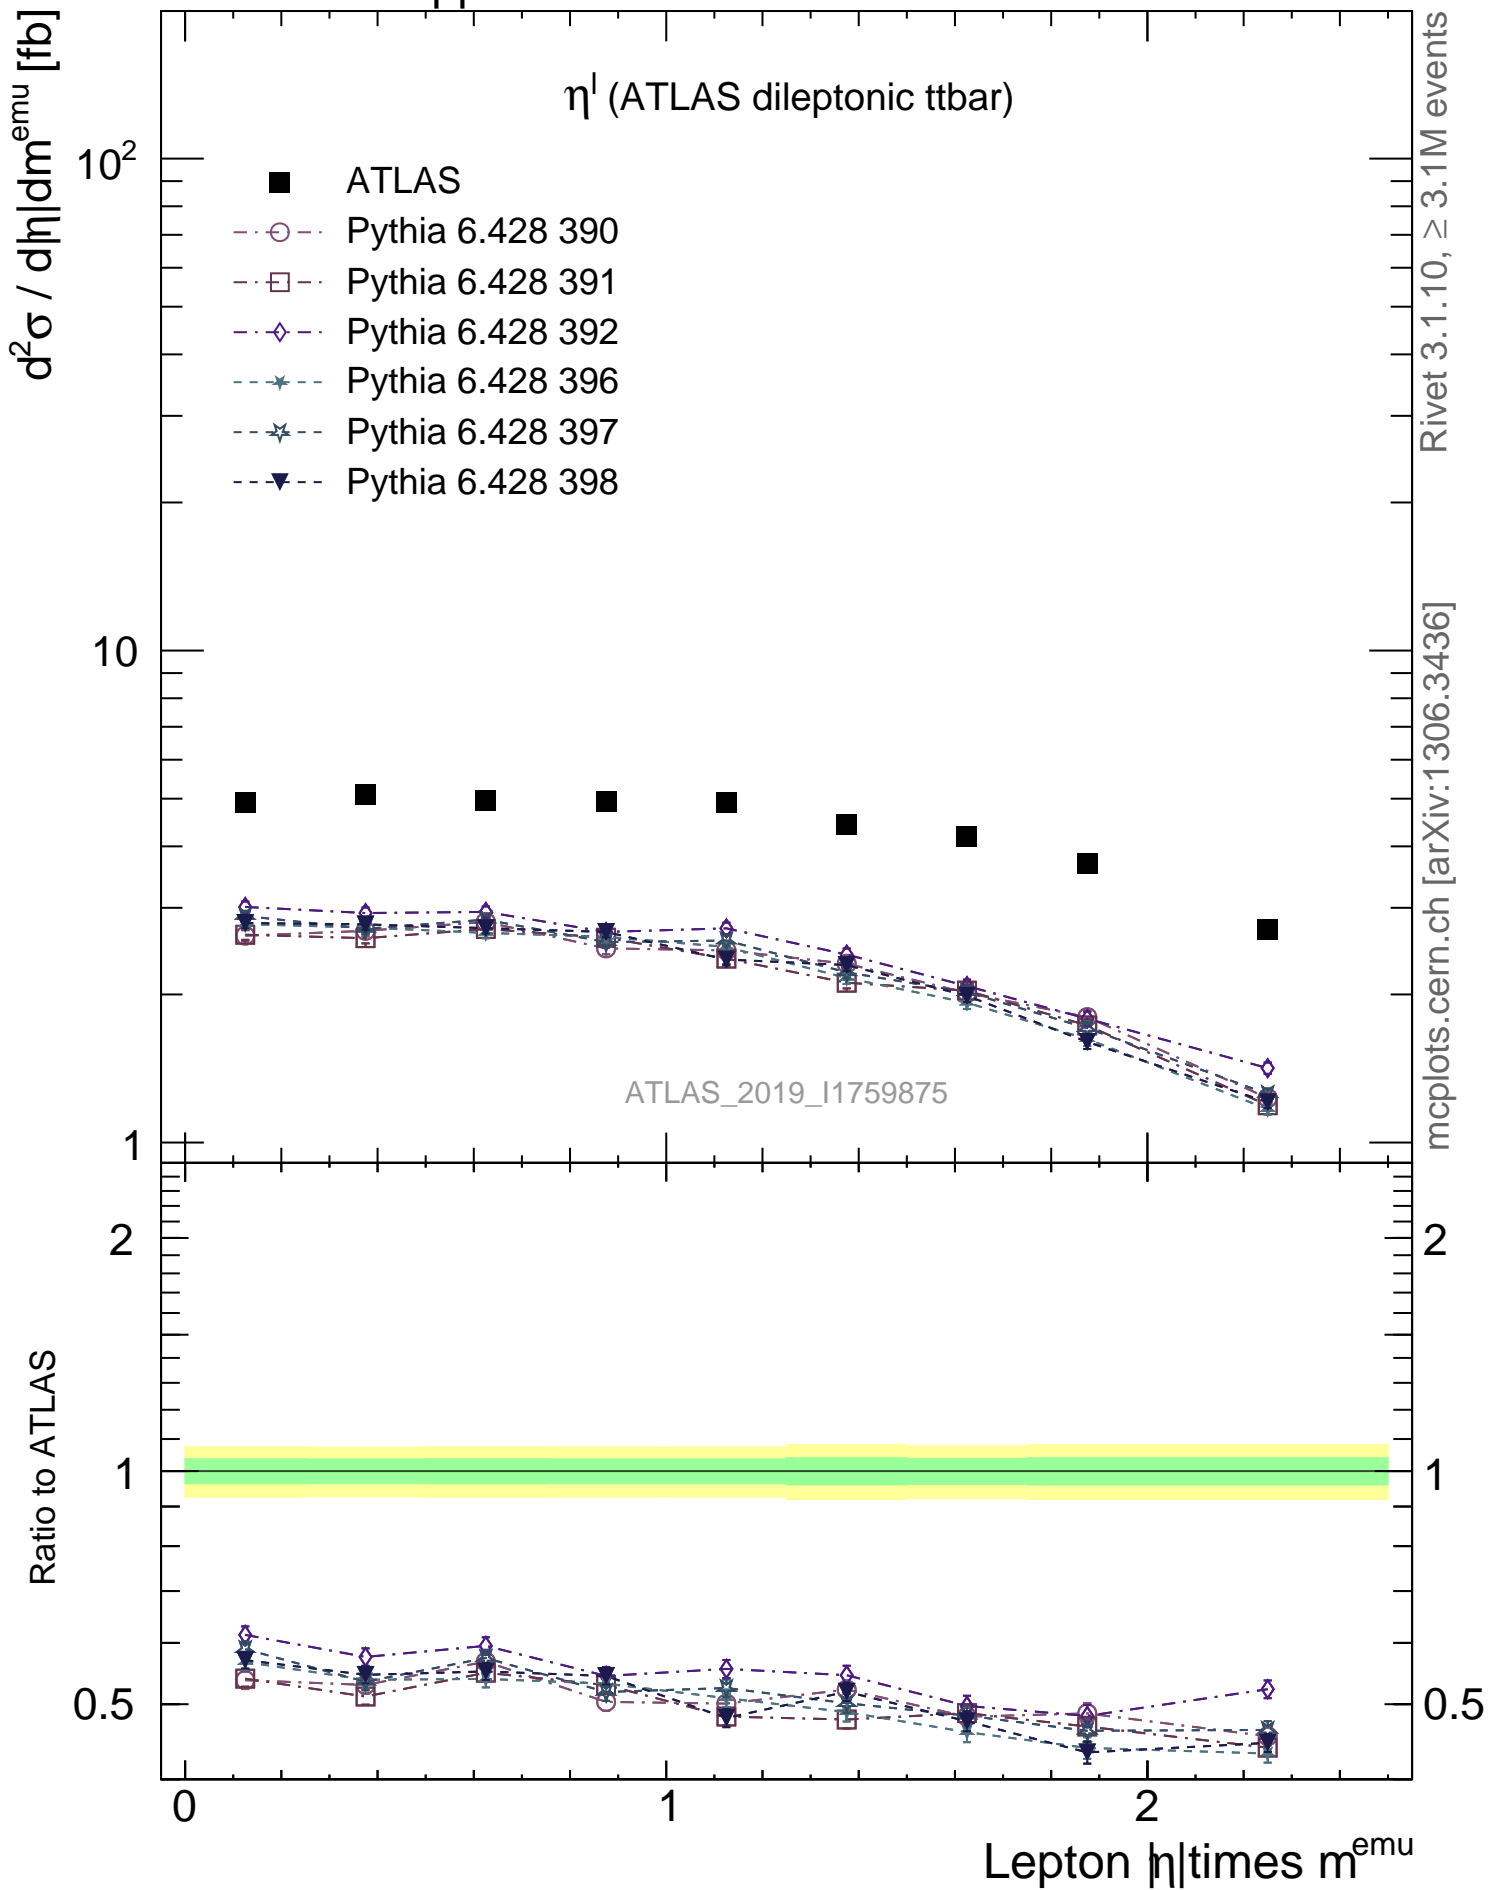 d²σ / d|η|dm^emu [fb]
η^l (ATLAS dileptonic ttbar)
ATLAS
Pythia 6.428 390
Pythia 6.428 391
Pythia 6.428 392
Pythia 6.428 396
Pythia 6.428 397
Pythia 6.428 398
10²
10
1
ATLAS_2019_I1759875
Rivet 3.1.10, ≥ 3.1M events
mcplots.cern.ch [arXiv:1306.3436]
Ratio to ATLAS
2
1
0.5
2
1
0.5
0 1 2
Lepton |η|times m^emu